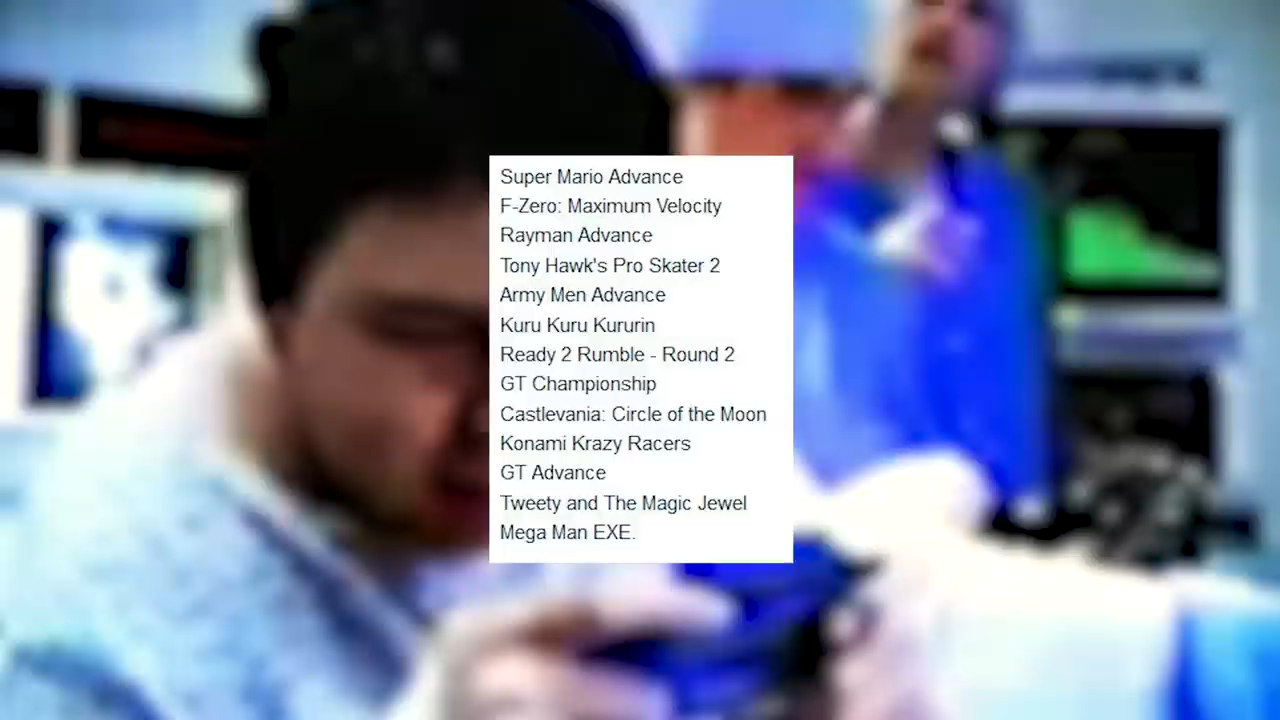 Super Mario Advance
F-Zero: Maximum Velocity
Rayman Advance
Tony Hawk's Pro Skater 2
Army Men Advance
Kuru Kuru Kururin
Ready 2 Rumble - Round 2
GT Championship
Castlevania: Circle of the Moon
Konami Krazy Racers
GT Advance
Tweety and The Magic Jewel
Mega Man EXE.